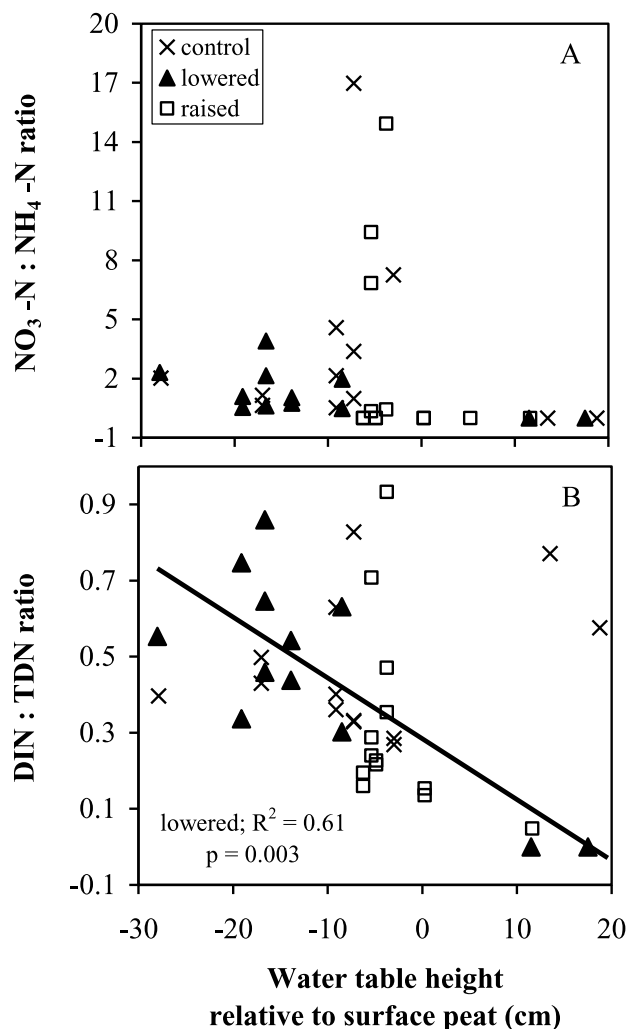 20
17
14
11
8
5
2
-1
NO3 -N : NH4 -N ratio
control
lowered
raised
A
0.9
0.7
0.5
0.3
0.1
-0.1
DIN : TDN ratio
B
lowered; R² = 0.61
p = 0.003
-30 -20 -10 0 10 20
Water table height
relative to surface peat (cm)